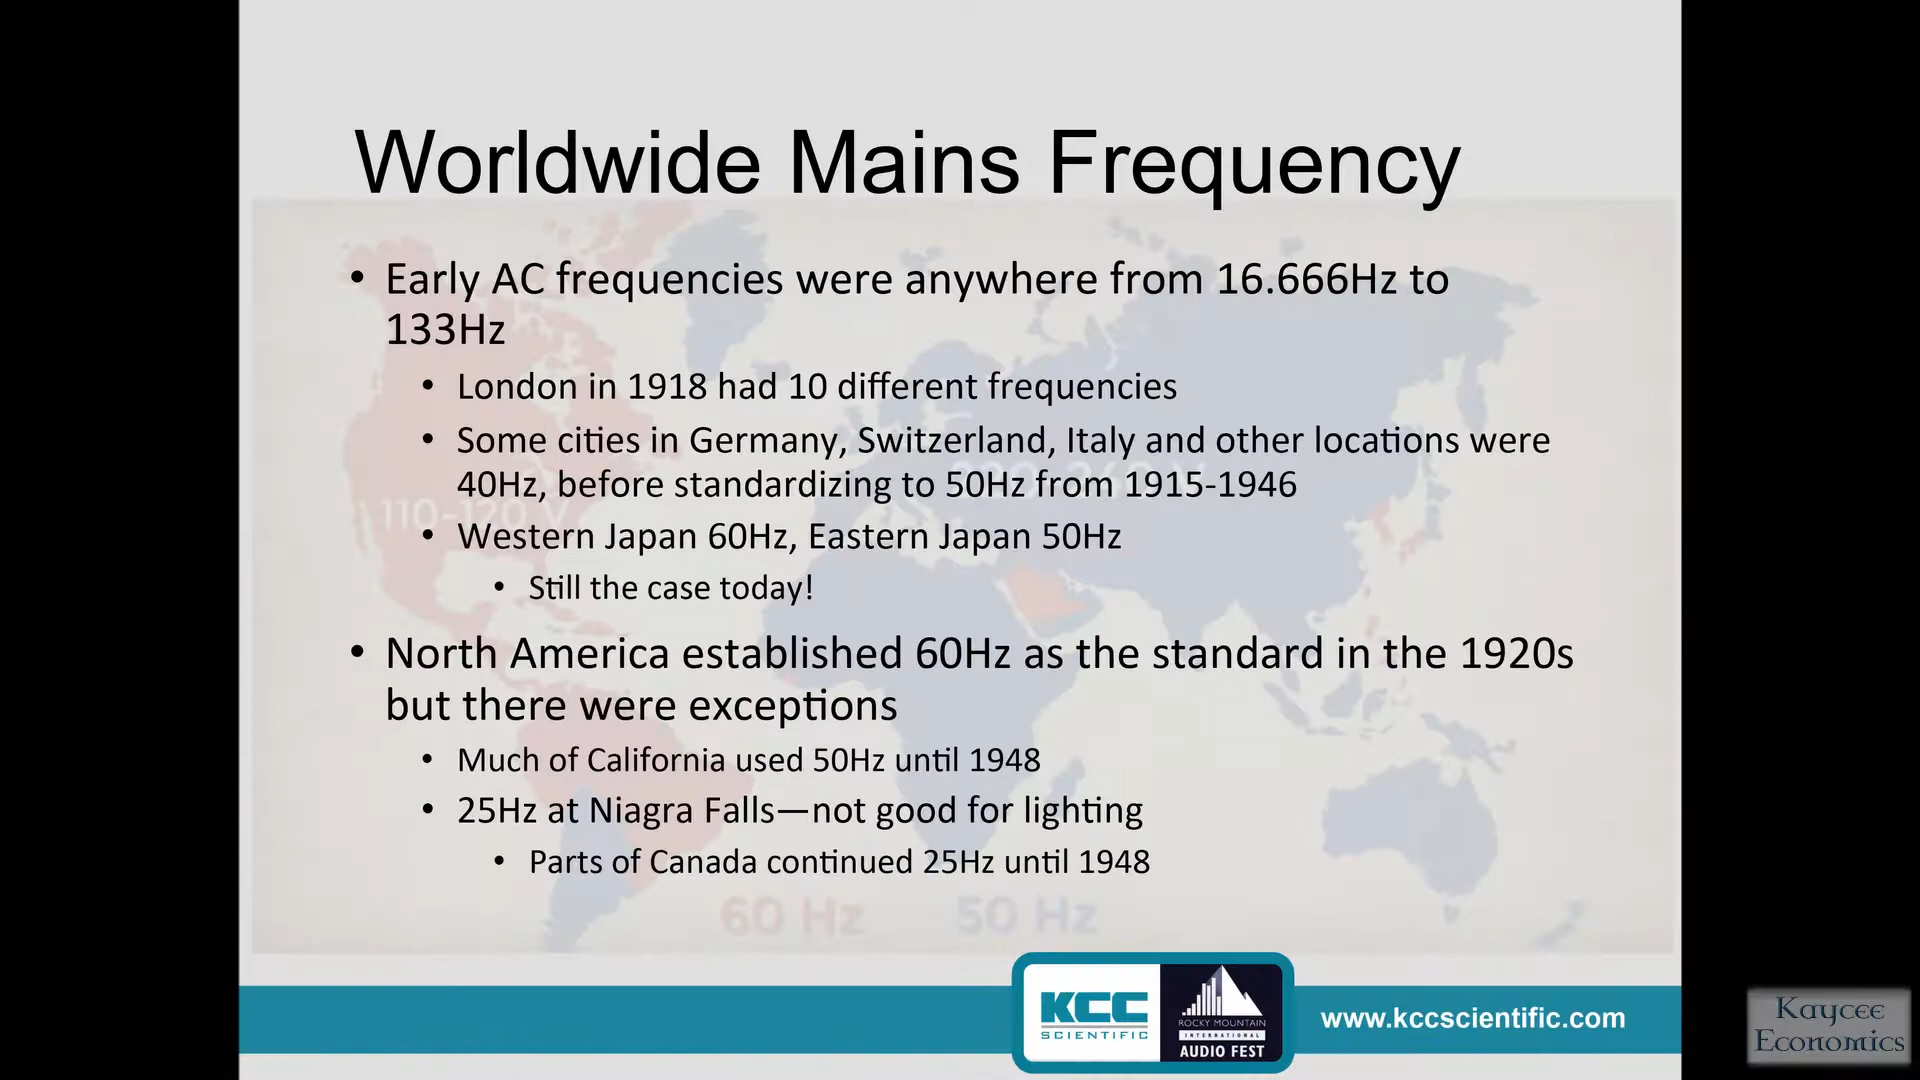 Worldwide Mains Frequency
• Early AC frequencies were anywhere from 16.666Hz to
133Hz
• London in 1918 had 10 different frequencies
• Some cities in Germany, Switzerland, Italy and other locations were
40Hz, before standardizing to 50Hz from 1915-1946
110-120 V
• Western Japan 60Hz, Eastern Japan 50Hz
• Still the case today!
• North America established 60Hz as the standard in the 1920s
but there were exceptions
• Much of California used 50Hz until 1948
• 25Hz at Niagra Falls—not good for lighting
• Parts of Canada continued 25Hz until 1948
60 Hz 50 Hz
KCC
SCIENTIFIC
ROCKY MOUNTAIN
INTERNATIONAL
AUDIO FEST
www.kccscientific.com
Kaycee
Economics